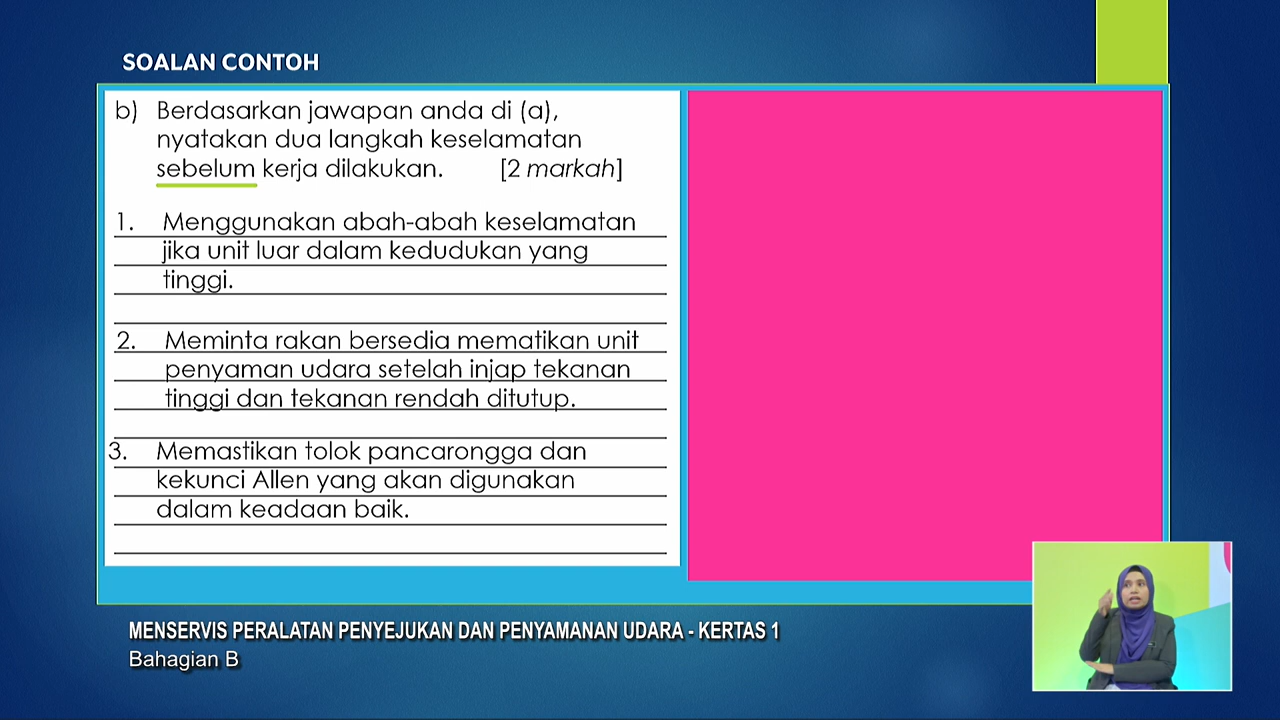 SOALAN CONTOH
b) Berdasarkan jawapan anda di (a),
nyatakan dua langkah keselamatan
sebelum kerja dilakukan. [2 markah]
1. Menggunakan abah-abah keselamatan
jika unit luar dalam kedudukan yang
tinggi.
2. Meminta rakan bersedia mematikan unit
penyaman udara setelah injap tekanan
tinggi dan tekanan rendah ditutup.
3. Memastikan tolok pancarongga dan
kekunci Allen yang akan digunakan
dalam keadaan baik.
MENSERVIS PERALATAN PENYEJUKAN DAN PENYAMANAN UDARA - KERTAS 1
Bahagian B